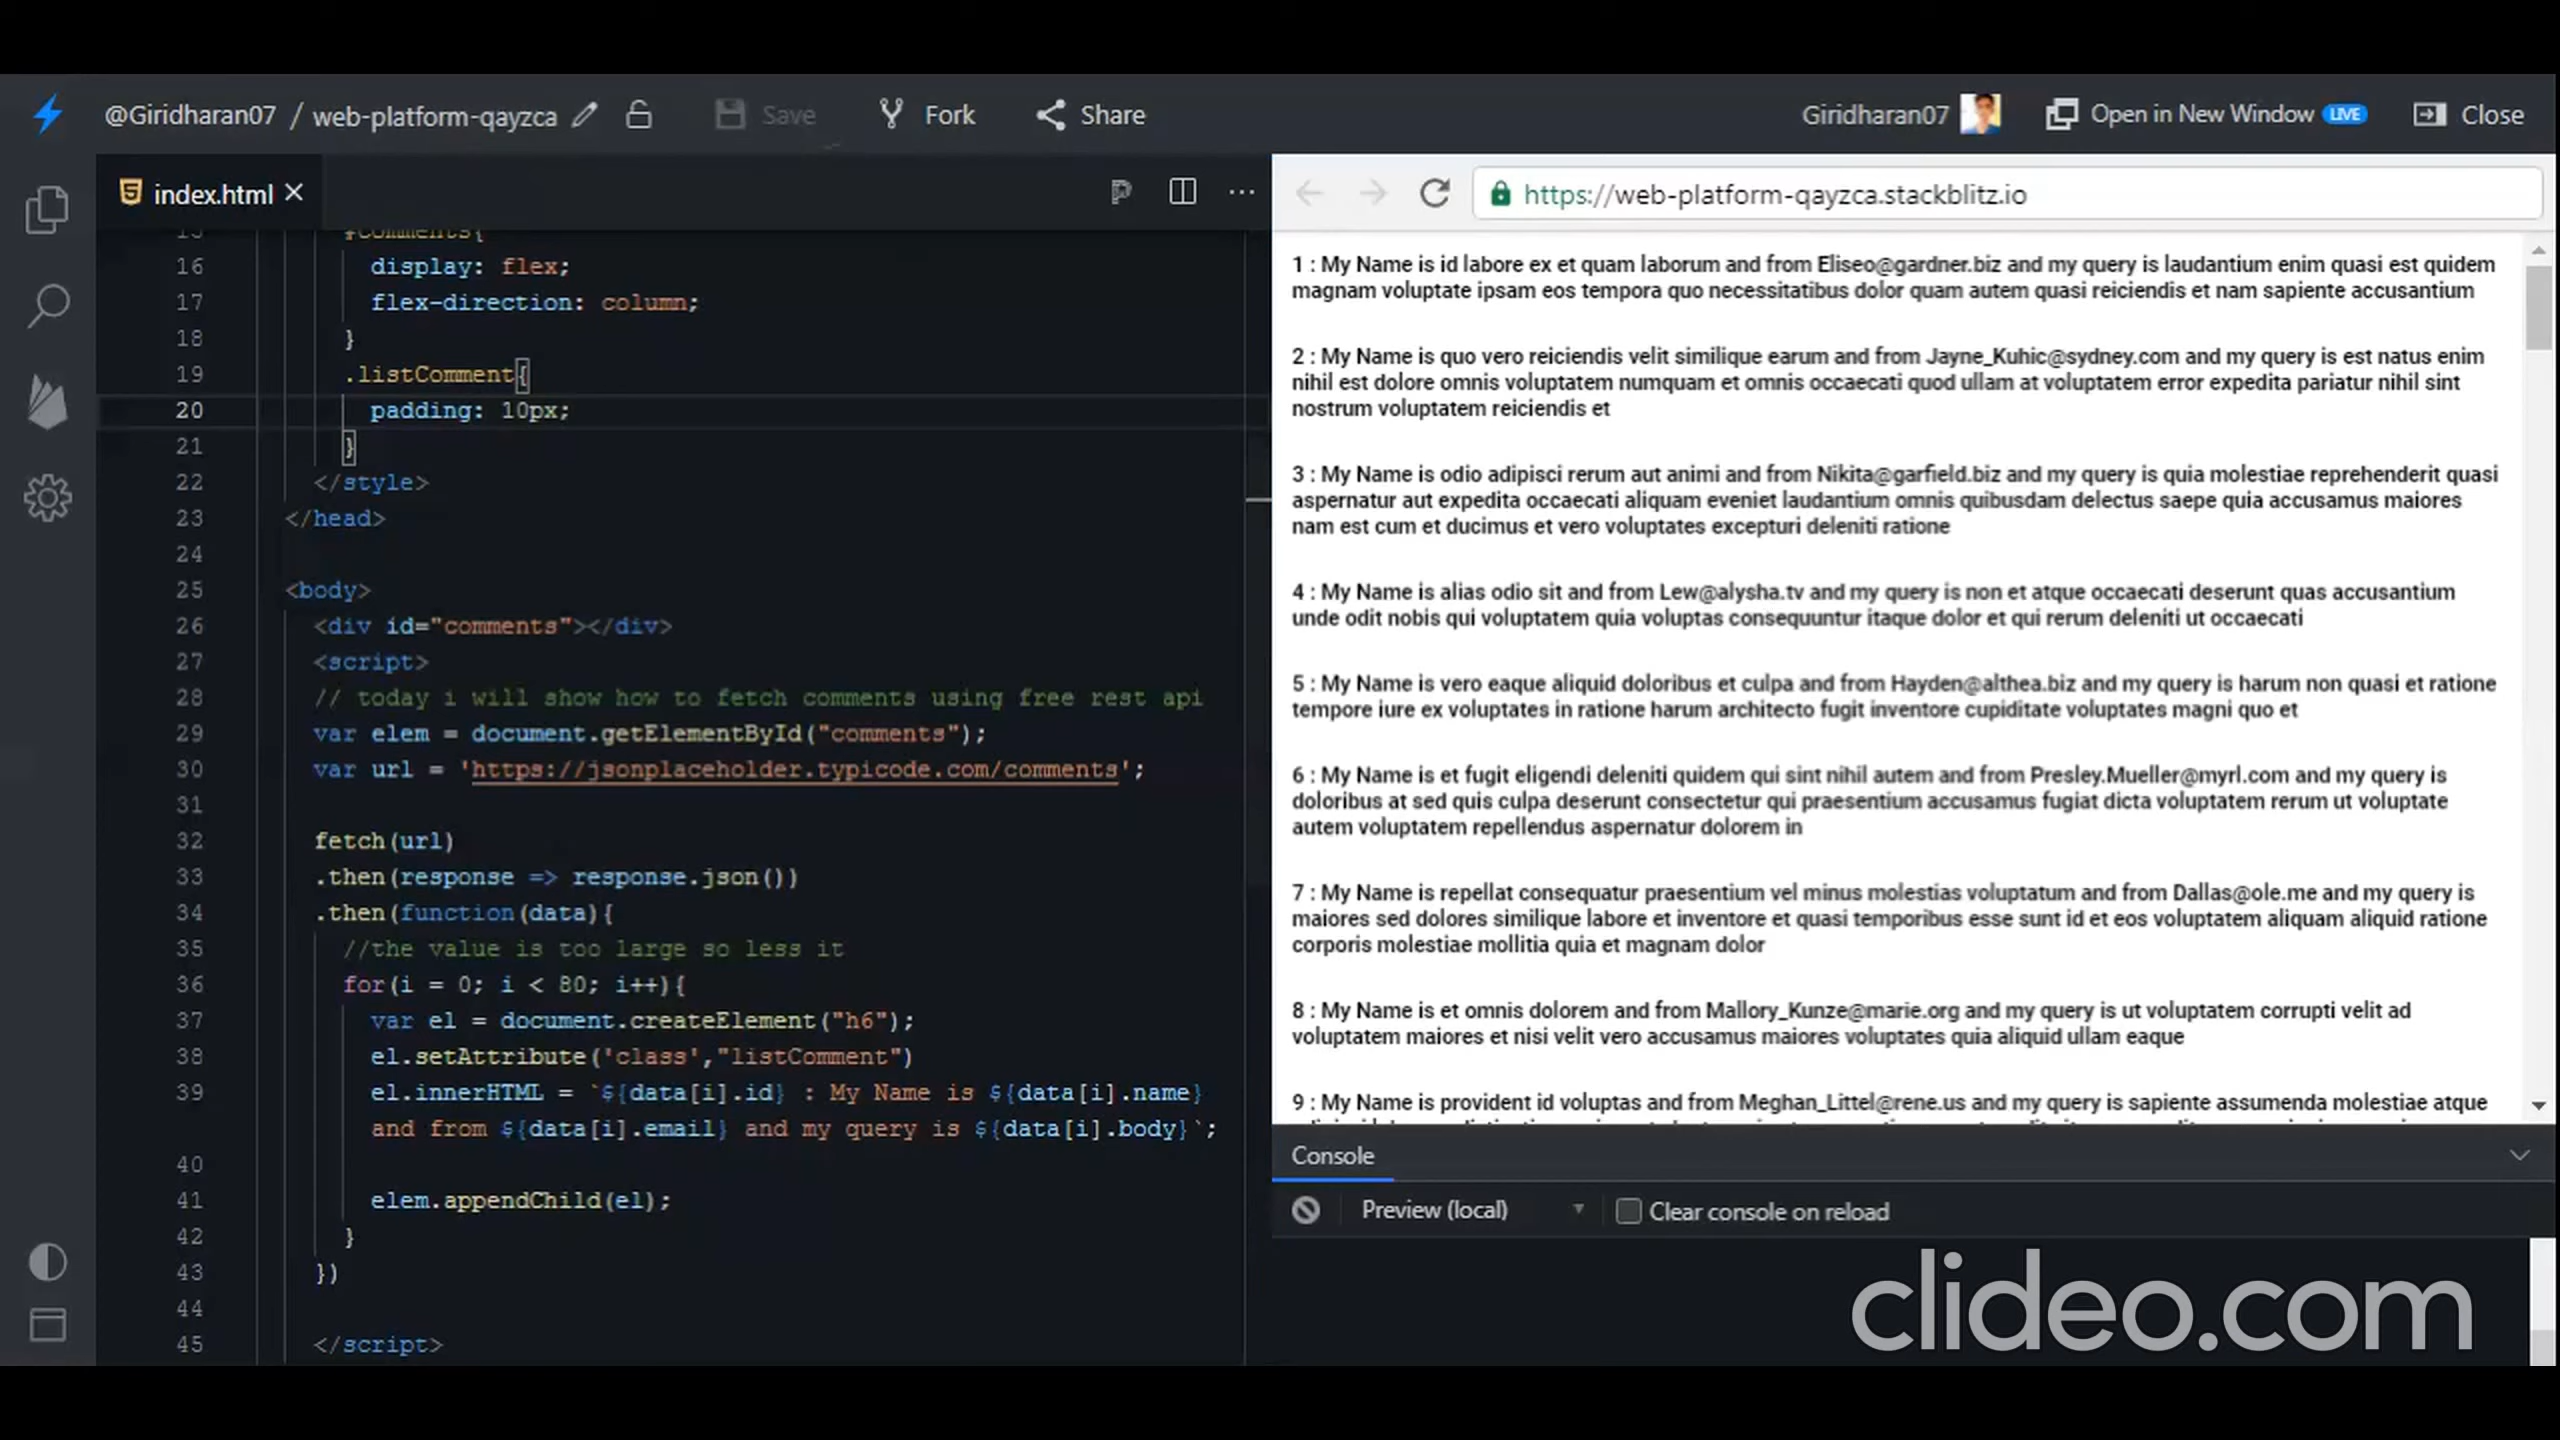 @Giridharan07 / web-platform-qayzca
Save
Fork
Share
Giridharan07
Open in New Window LIVE
Close
index.html
15 #comments{
16 display: flex;
17 flex-direction: column;
18 }
19 .listComment{
20 padding: 10px;
21 }
22 </style>
23 </head>
24
25 <body>
26 <div id="comments"></div>
27 <script>
28 // today i will show how to fetch comments using free rest api
29 var elem = document.getElementById("comments");
30 var url = 'https://jsonplaceholder.typicode.com/comments';
31
32 fetch(url)
33 .then(response => response.json())
34 .then(function(data){
35 //the value is too large so less it
36 for(i = 0; i < 80; i++){
37 var el = document.createElement("h6");
38 el.setAttribute('class',"listComment")
39 el.innerHTML = `${data[i].id} : My Name is ${data[i].name}
and from ${data[i].email} and my query is ${data[i].body}`;
40
41 elem.appendChild(el);
42 }
43 })
44
45 </script>
https://web-platform-qayzca.stackblitz.io
1 : My Name is id labore ex et quam laborum and from Eliseo@gardner.biz and my query is laudantium enim quasi est quidem
magnam voluptate ipsam eos tempora quo necessitatibus dolor quam autem quasi reiciendis et nam sapiente accusantium
2 : My Name is quo vero reiciendis velit similique earum and from Jayne_Kuhic@sydney.com and my query is est natus enim
nihil est dolore omnis voluptatem numquam et omnis occaecati quod ullam at voluptatem error expedita pariatur nihil sint
nostrum voluptatem reiciendis et
3 : My Name is odio adipisci rerum aut animi and from Nikita@garfield.biz and my query is quia molestiae reprehenderit quasi
aspernatur aut expedita occaecati aliquam eveniet laudantium omnis quibusdam delectus saepe quia accusamus maiores
nam est cum et ducimus et vero voluptates excepturi deleniti ratione
4 : My Name is alias odio sit and from Lew@alysha.tv and my query is non et atque occaecati deserunt quas accusantium
unde odit nobis qui voluptatem quia voluptas consequuntur itaque dolor et qui rerum deleniti ut occaecati
5 : My Name is vero eaque aliquid doloribus et culpa and from Hayden@althea.biz and my query is harum non quasi et ratione
tempore iure ex voluptates in ratione harum architecto fugit inventore cupiditate voluptates magni quo et
6 : My Name is et fugit eligendi deleniti quidem qui sint nihil autem and from Presley.Mueller@myrl.com and my query is
doloribus at sed quis culpa deserunt consectetur qui praesentium accusamus fugiat dicta voluptatem rerum ut voluptate
autem voluptatem repellendus aspernatur dolorem in
7 : My Name is repellat consequatur praesentium vel minus molestias voluptatum and from Dallas@ole.me and my query is
maiores sed dolores similique labore et inventore et quasi temporibus esse sunt id et eos voluptatem aliquam aliquid ratione
corporis molestiae mollitia quia et magnam dolor
8 : My Name is et omnis dolorem and from Mallory_Kunze@marie.org and my query is ut voluptatem corrupti velit ad
voluptatem maiores et nisi velit vero accusamus maiores voluptates quia aliquid ullam eaque
9 : My Name is provident id voluptas and from Meghan_Littel@rene.us and my query is sapiente assumenda molestiae atque
Console
Preview (local)
Clear console on reload
clideo.com